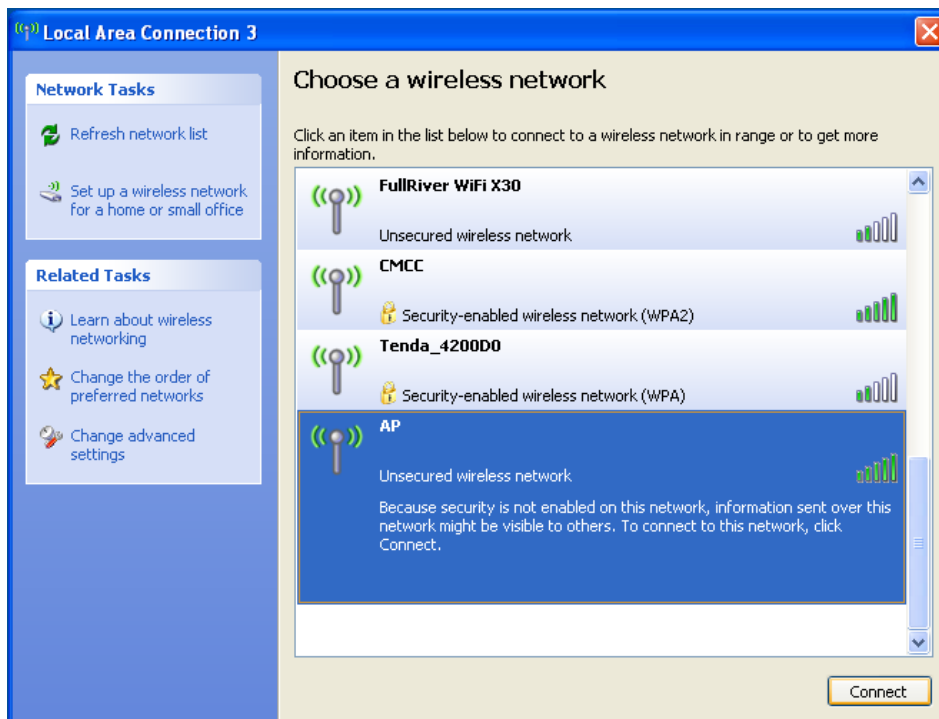 Local Area Connection 3
Network Tasks
Refresh network list
Set up a wireless network
for a home or small office
Related Tasks
Learn about wireless
networking
Change the order of
preferred networks
Change advanced
settings
Choose a wireless network
Click an item in the list below to connect to a wireless network in range or to get more
information.
FullRiver WiFi X30
Unsecured wireless network
CMCC
Security-enabled wireless network (WPA2)
Tenda_4200D0
Security-enabled wireless network (WPA)
AP
Unsecured wireless network
Because security is not enabled on this network, information sent over this
network might be visible to others. To connect to this network, click
Connect.
Connect